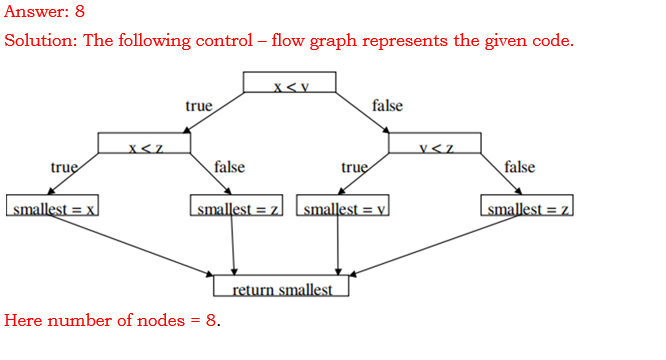 Answer: 8
Solution: The following control – flow graph represents the given code.
x < y
true
false
x < z
y < z
true
false
true
false
smallest = x
smallest = z
smallest = y
smallest = z
return smallest
Here number of nodes = 8.